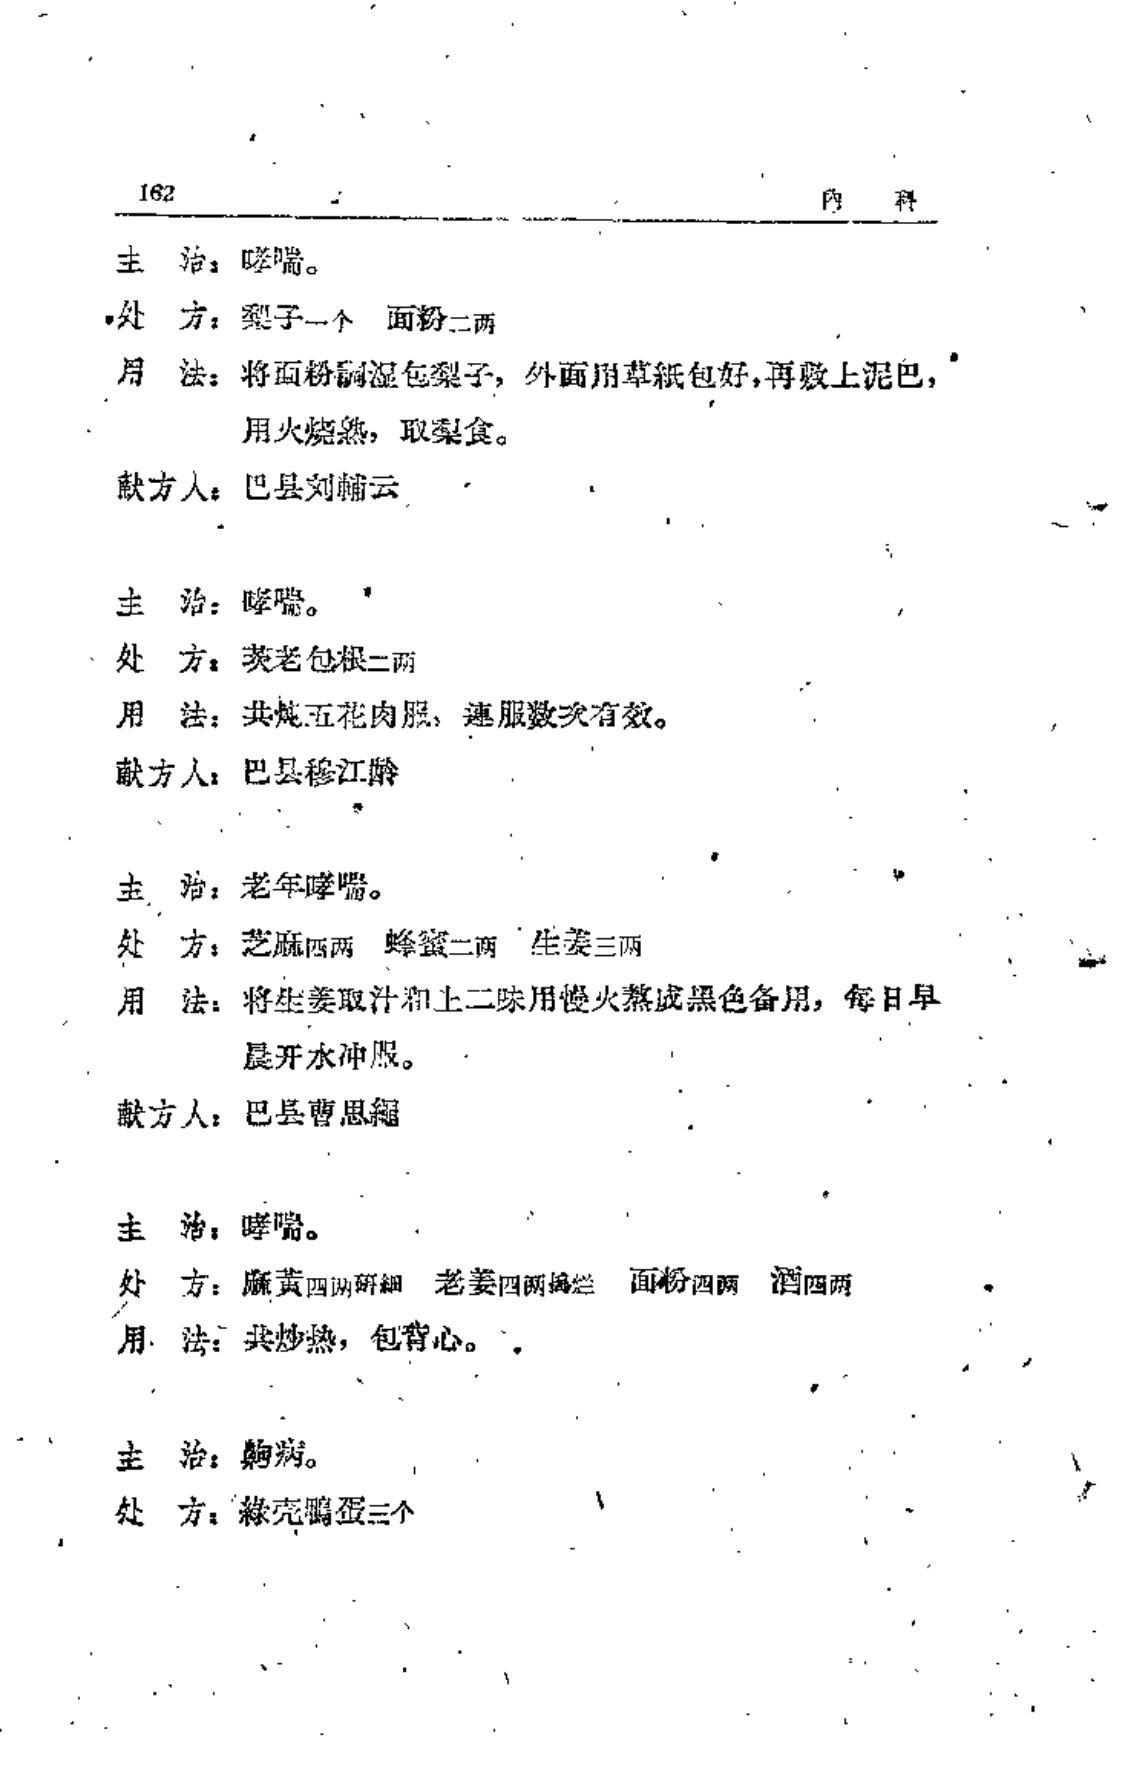 162 內 科
主 治：哮喘。
处 方：梨子一个 面粉二两
用 法：将面粉調湿包梨子，外面用草紙包好，再敷上泥巴，
用火烧熟，取梨食。
献方人：巴县刘輔云
主 治：哮喘。
处 方：茨老包根二两
用 法：共炖五花肉服，連服数次有效。
献方人：巴县穆江齡
主 治：老年哮喘。
处 方：芝麻四两 蜂蜜二两 生姜三两
用 法：将生姜取汁和上二味用慢火熬成黑色备用，每日早
晨开水冲服。
献方人：巴县曹思繩
主 治：哮喘。
处 方：麻黃四两研細 老姜四两搗烂 面粉四两 酒四两
用 法：共炒热，包背心。
主 治：齁病。
处 方：綠壳鴨蛋三个